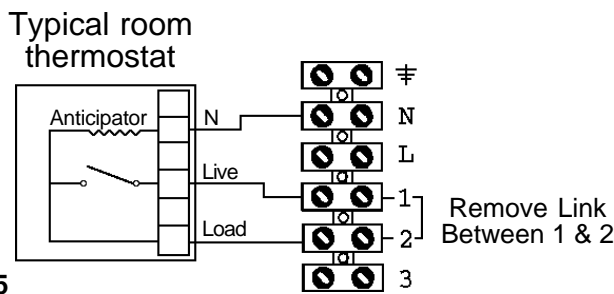 Typical room
thermostat
Anticipator
N
Live
Load
N
L
1
2
3
Remove Link
Between 1 & 2
5